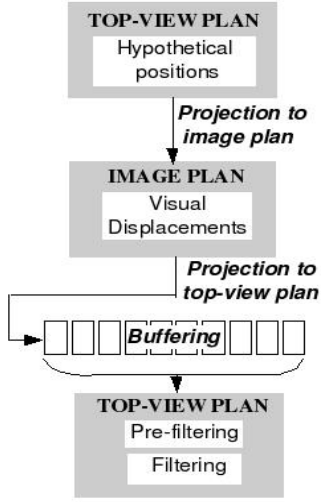 TOP-VIEW PLAN
Hypothetical
positions
Projection to
image plan
IMAGE PLAN
Visual
Displacements
Projection to
top-view plan
Buffering
TOP-VIEW PLAN
Pre-filtering
Filtering